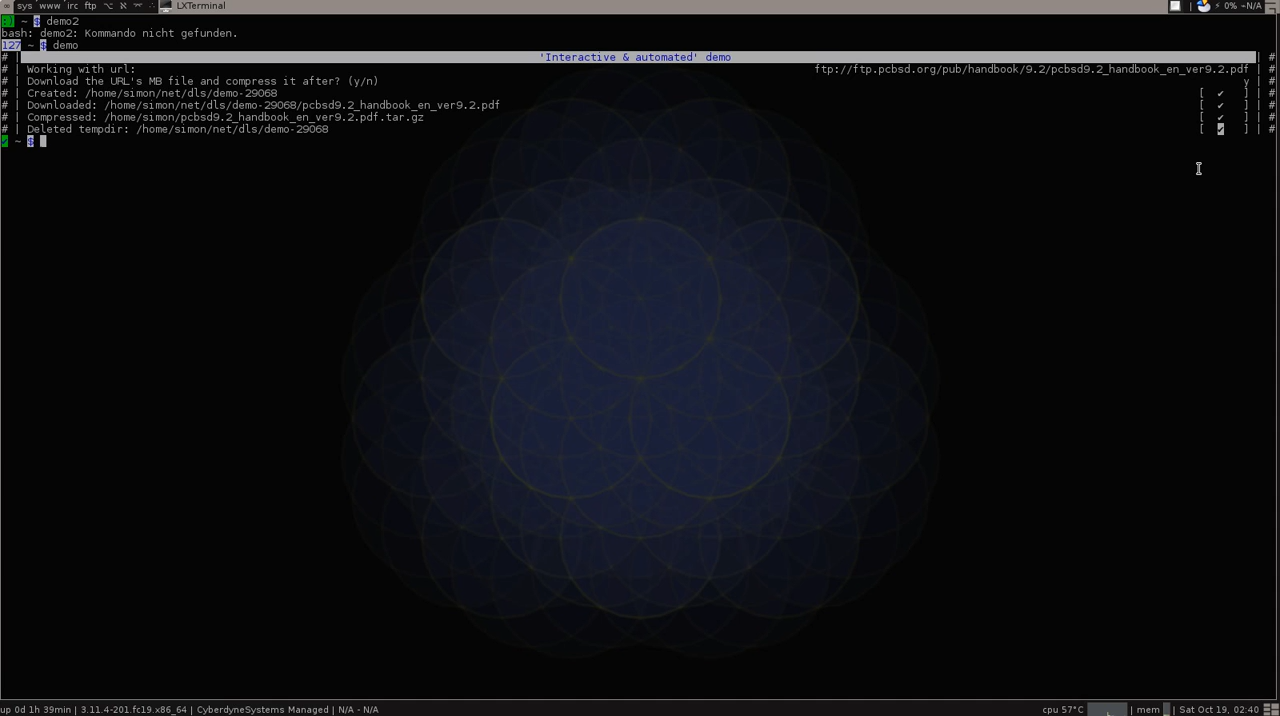 sys www irc ftp LXTerminal 0% ~N/A
:) ~ $ demo2
bash: demo2: Kommando nicht gefunden.
127 ~ $ demo
# | 'Interactive & automated' demo | #
# | Working with url: ftp://ftp.pcbsd.org/pub/handbook/9.2/pcbsd9.2_handbook_en_ver9.2.pdf | #
# | Download the URL's MB file and compress it after? (y/n) y | #
# | Created: /home/simon/net/dls/demo-29068 [ ✔ ] | #
# | Downloaded: /home/simon/net/dls/demo-29068/pcbsd9.2_handbook_en_ver9.2.pdf [ ✔ ] | #
# | Compressed: /home/simon/pcbsd9.2_handbook_en_ver9.2.pdf.tar.gz [ ✔ ] | #
# | Deleted tempdir: /home/simon/net/dls/demo-29068 [ ✔ ] | #
✔ ~ $
up 0d 1h 39min | 3.11.4-201.fc19.x86_64 | CyberdyneSystems Managed | N/A - N/A cpu 57°C | mem | Sat Oct 19, 02:40